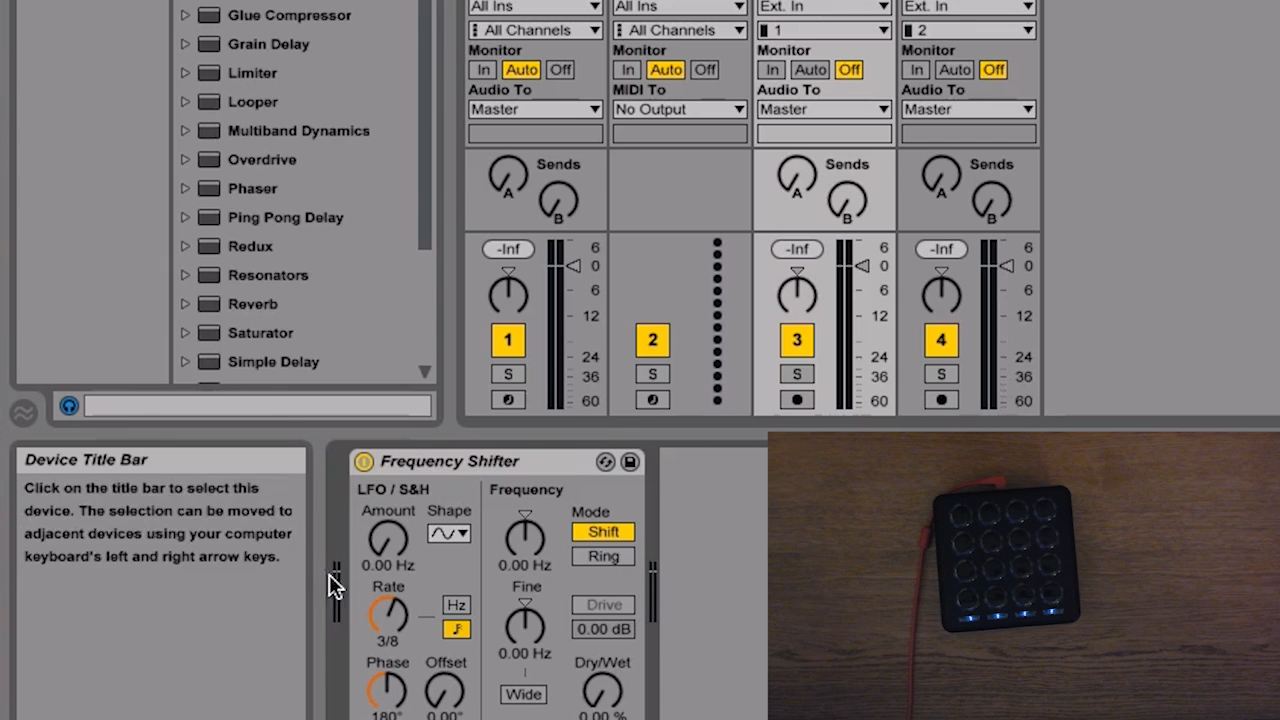 Glue Compressor
Grain Delay
Limiter
Looper
Multiband Dynamics
Overdrive
Phaser
Ping Pong Delay
Redux
Resonators
Reverb
Saturator
Simple Delay
All Ins All Ins Ext. In Ext. In
All Channels All Channels 1 2
Monitor Monitor Monitor Monitor
In Auto Off In Auto Off In Auto Off In Auto Off
Audio To MIDI To Audio To Audio To
Master No Output Master Master
Sends Sends Sends
A A A
B B B
-Inf 6 -Inf 6 -Inf 6
0 0 0
6 6 6
12 12 12
1 2 3 4
24 24 24
S S S S
36 36 36
60 60 60
Device Title Bar
Click on the title bar to select this
device. The selection can be moved to
adjacent devices using your computer
keyboard's left and right arrow keys.
Frequency Shifter
LFO / S&H Frequency
Amount Shape Mode
Shift
Ring
0.00 Hz 0.00 Hz
Rate Fine
Hz Drive
3/8 0.00 dB
0.00 Hz
Phase Offset Dry/Wet
Wide
180° 0.00° 0.00 %